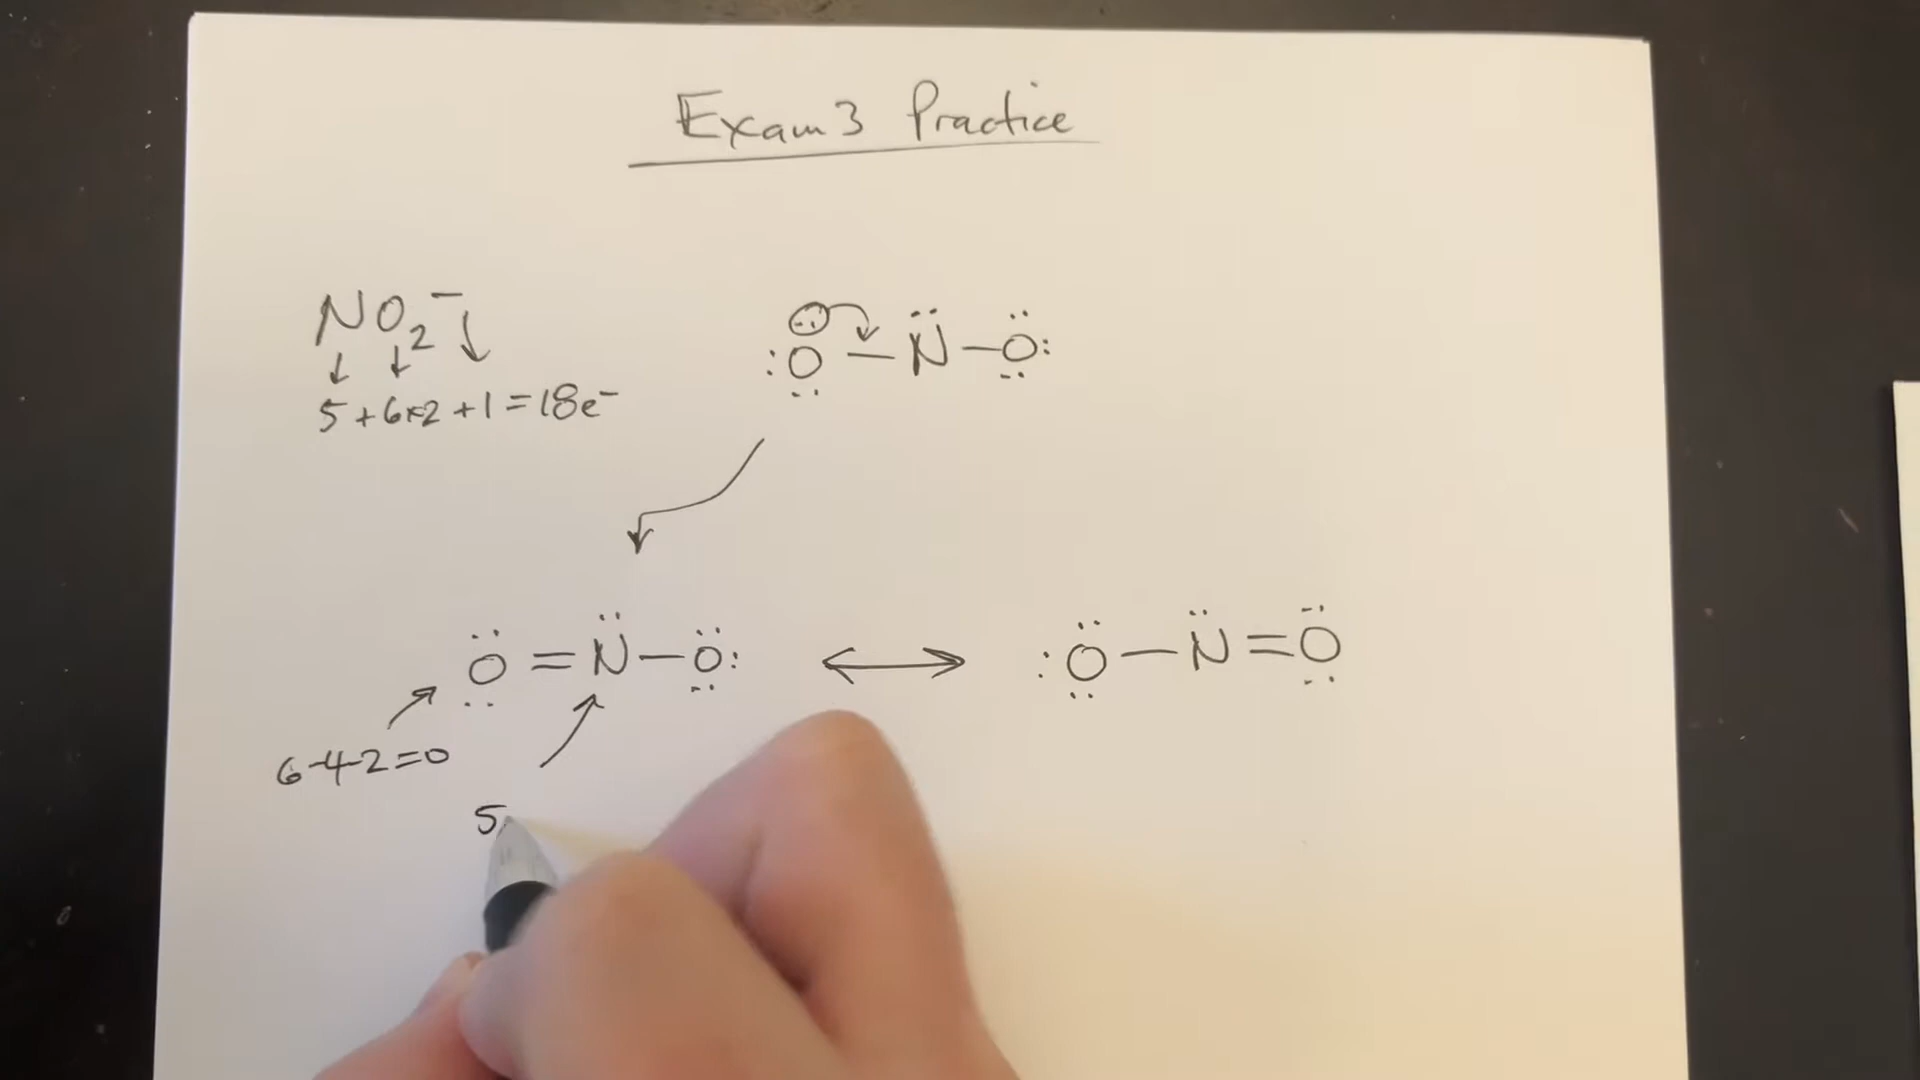 Exam 3 Practice
NO₂⁻
5+6×2+1=18e⁻
:O—N—O:
O=N—O: ↔ :O—N=O
6-4-2=0
5